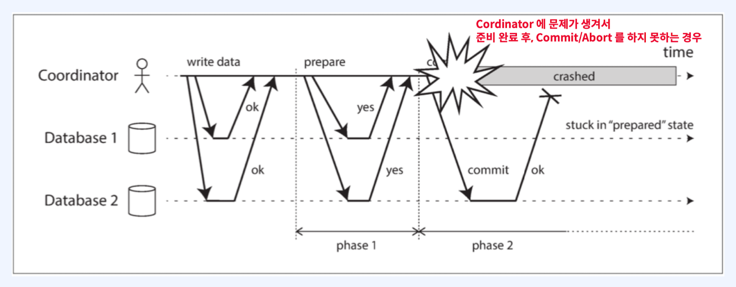 Cordinator 에 문제가 생겨서
준비 완료 후, Commit/Abort 를 하지 못하는 경우
time
write data
prepare
Coordinator
crashed
ok
yes
Database 1
stuck in “prepared” state
ok
yes
commit
ok
Database 2
phase 1
phase 2